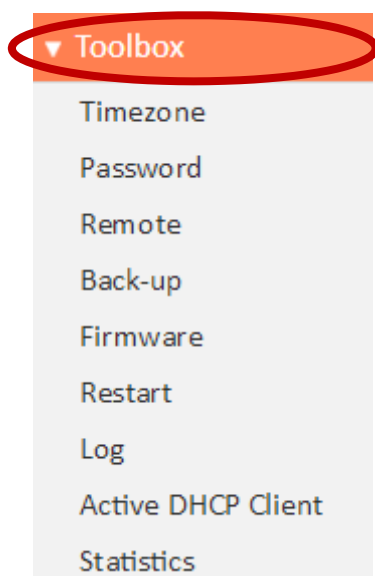 ▼ Toolbox
Timezone
Password
Remote
Back-up
Firmware
Restart
Log
Active DHCP Client
Statistics